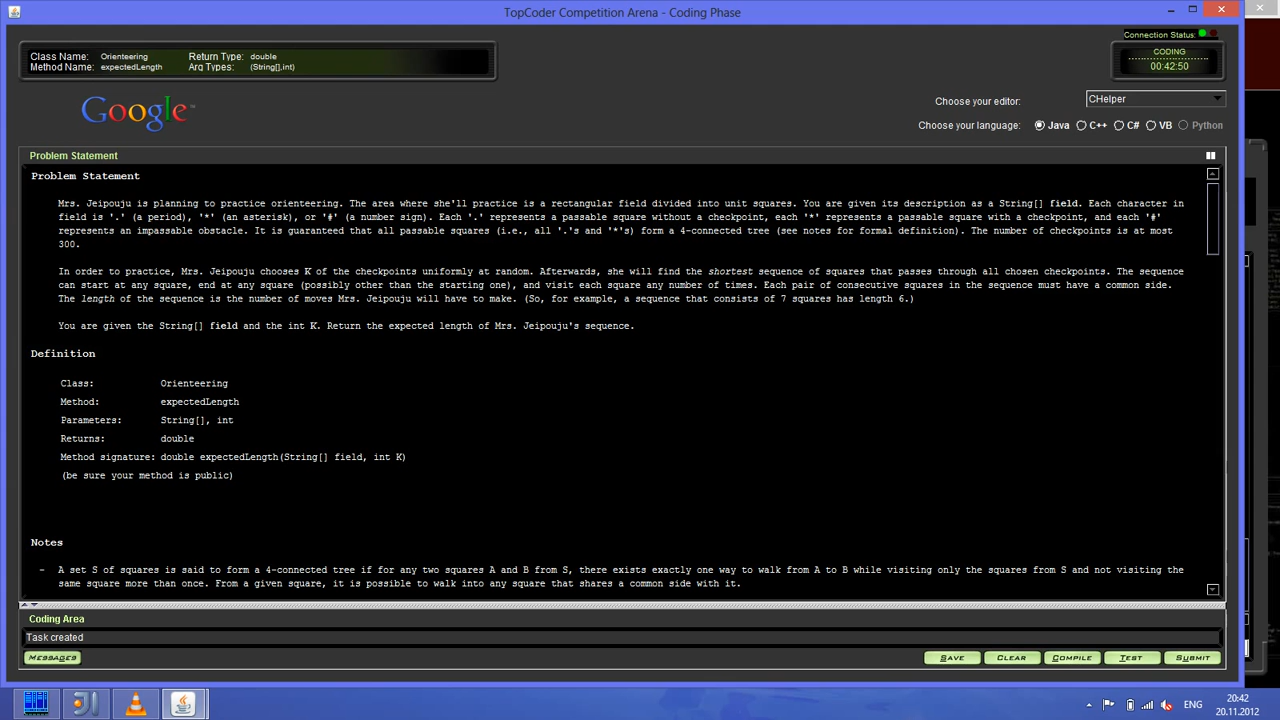 TopCoder Competition Arena - Coding Phase
Connection Status:
Class Name: Orienteering Return Type: double
Method Name: expectedLength Arg Types: (String[],int)
CODING
00:42:50
Google™
Choose your editor: CHelper
Choose your language: Java C++ C# VB Python
Problem Statement
Problem Statement
Mrs. Jeipouju is planning to practice orienteering. The area where she'll practice is a rectangular field divided into unit squares. You are given its description as a String[] field. Each character in
field is '.' (a period), '*' (an asterisk), or '#' (a number sign). Each '.' represents a passable square without a checkpoint, each '*' represents a passable square with a checkpoint, and each '#'
represents an impassable obstacle. It is guaranteed that all passable squares (i.e., all '.'s and '*'s) form a 4-connected tree (see notes for formal definition). The number of checkpoints is at most
300.
In order to practice, Mrs. Jeipouju chooses K of the checkpoints uniformly at random. Afterwards, she will find the shortest sequence of squares that passes through all chosen checkpoints. The sequence
can start at any square, end at any square (possibly other than the starting one), and visit each square any number of times. Each pair of consecutive squares in the sequence must have a common side.
The length of the sequence is the number of moves Mrs. Jeipouju will have to make. (So, for example, a sequence that consists of 7 squares has length 6.)
You are given the String[] field and the int K. Return the expected length of Mrs. Jeipouju's sequence.
Definition
Class: Orienteering
Method: expectedLength
Parameters: String[], int
Returns: double
Method signature: double expectedLength(String[] field, int K)
(be sure your method is public)
Notes
- A set S of squares is said to form a 4-connected tree if for any two squares A and B from S, there exists exactly one way to walk from A to B while visiting only the squares from S and not visiting the
same square more than once. From a given square, it is possible to walk into any square that shares a common side with it.
Coding Area
Task created
MESSAGES SAVE CLEAR COMPILE TEST SUBMIT
ENG
20:42
20.11.2012